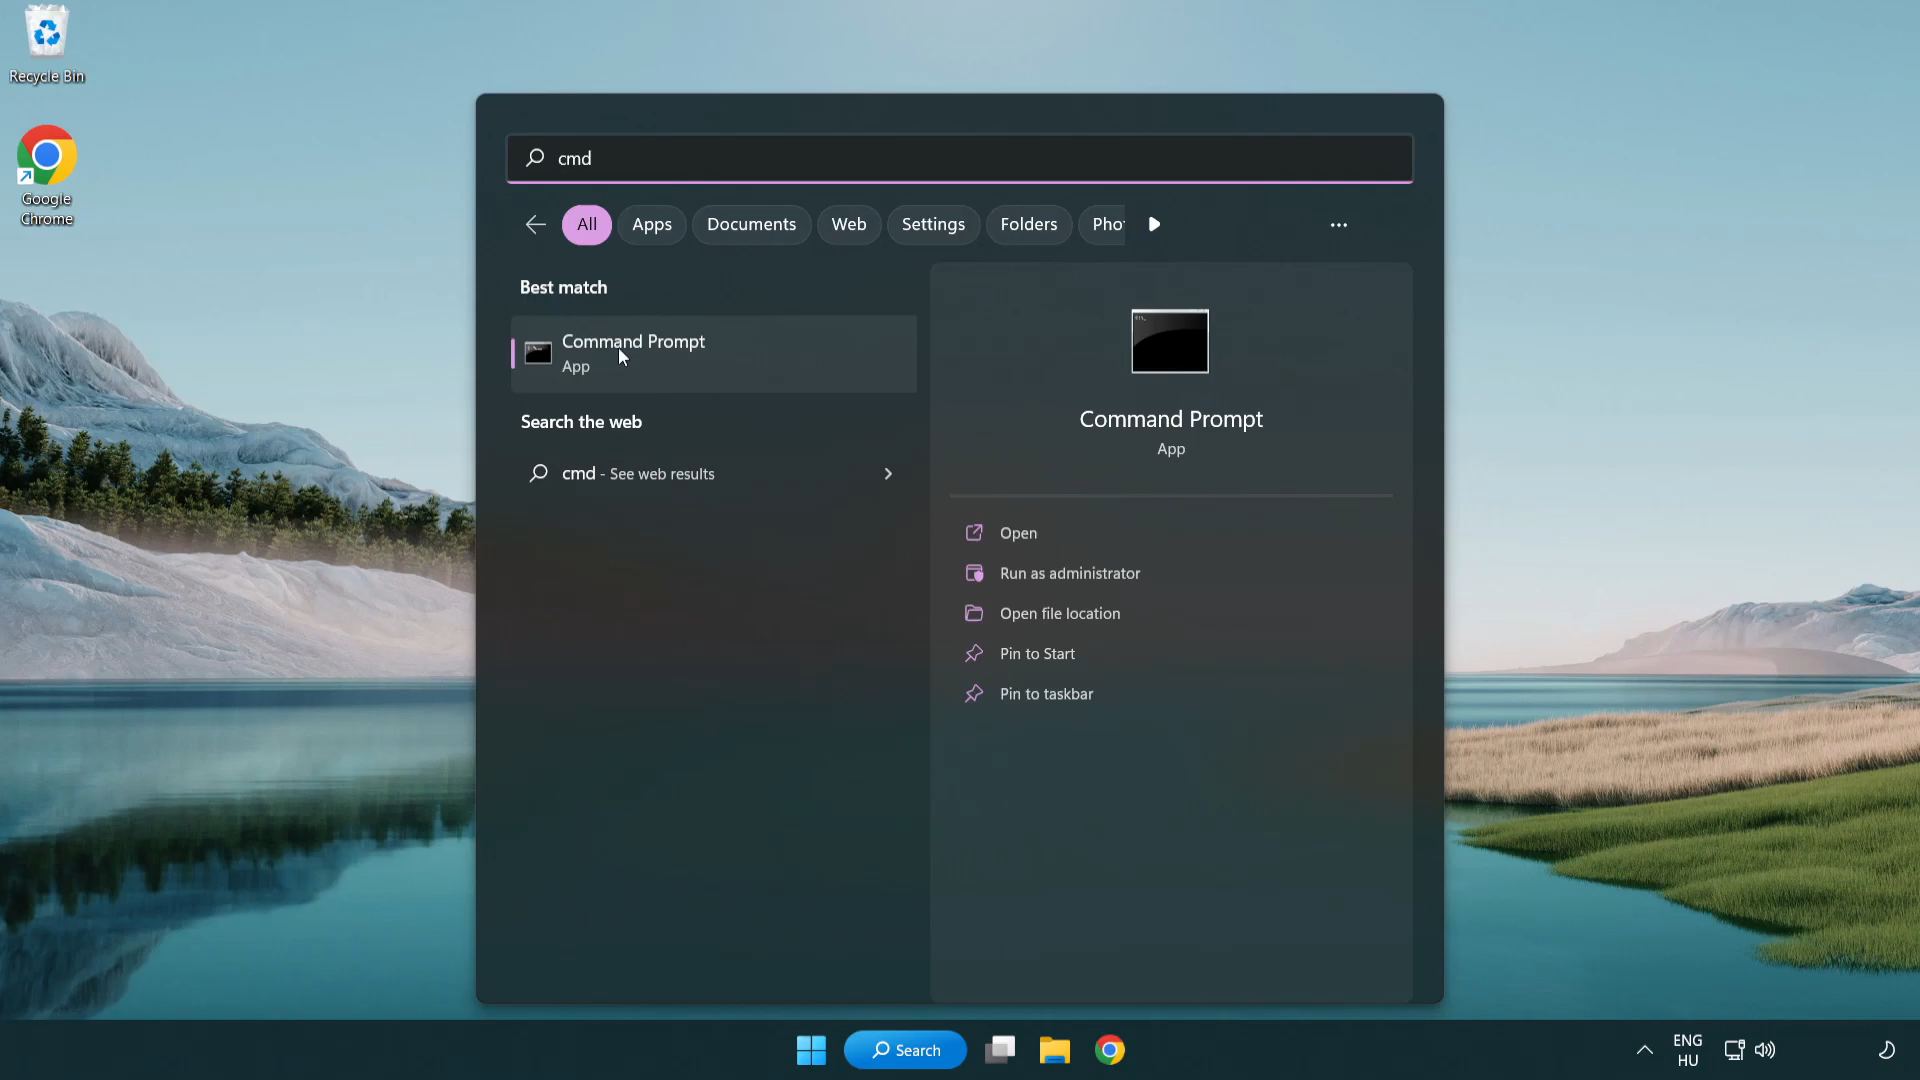 Recycle Bin
Google
Chrome
cmd
All
Apps
Documents
Web
Settings
Folders
Phot
Best match
Command Prompt
App
Search the web
cmd - See web results
Command Prompt
App
Open
Run as administrator
Open file location
Pin to Start
Pin to taskbar
Search
ENG
HU